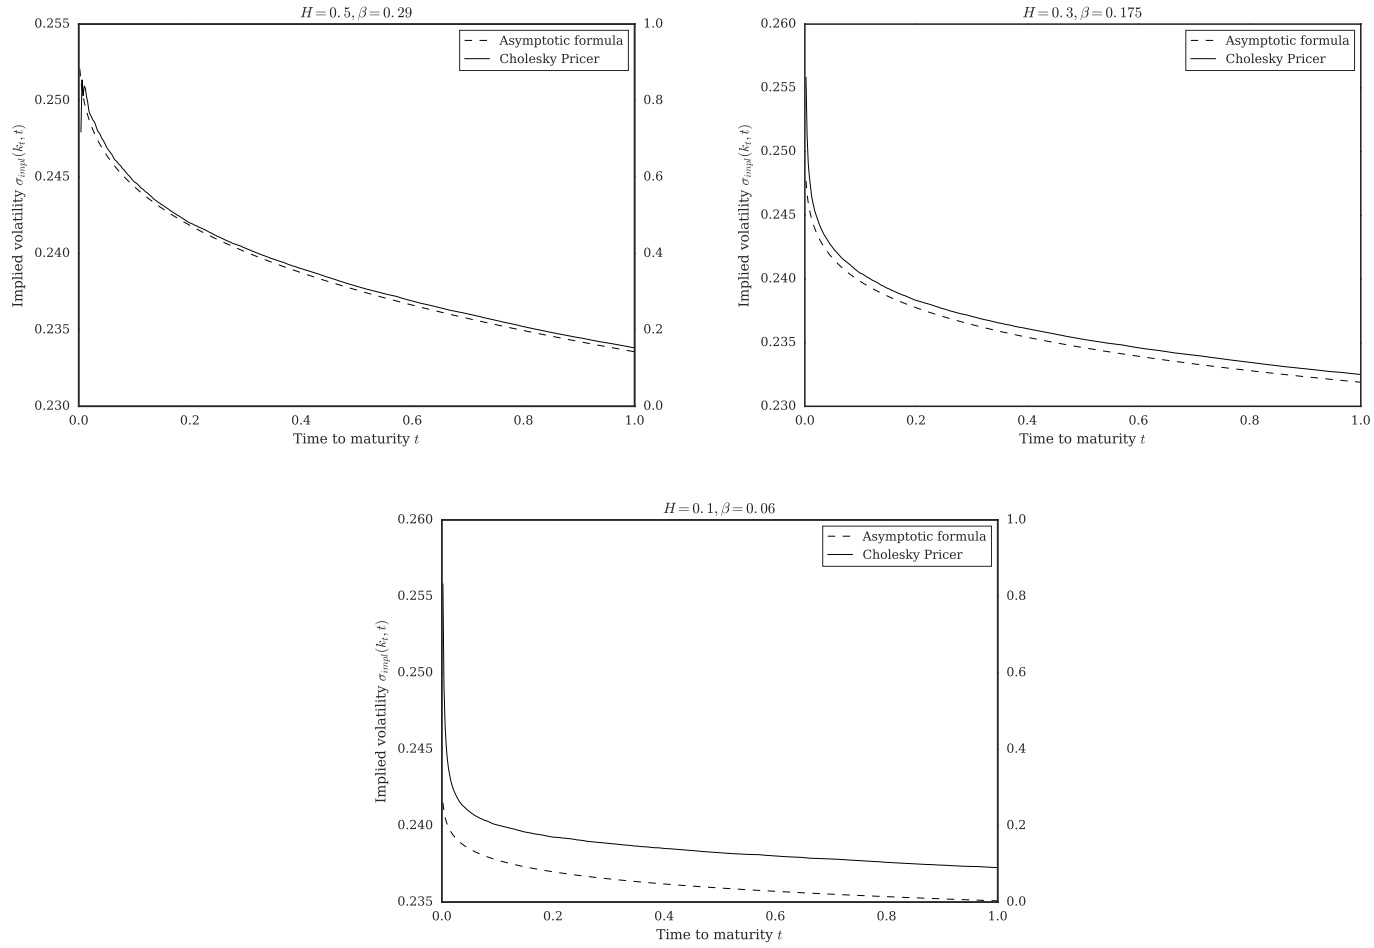 H = 0.5, β = 0.29
0.255
0.250
0.245
0.240
0.235
0.230
Implied volatility σ_impl(k_t, t)
Asymptotic formula
Cholesky Pricer
1.0
0.8
0.6
0.4
0.2
0.0
0.0 0.2 0.4 0.6 0.8 1.0
Time to maturity t
H = 0.3, β = 0.175
0.260
0.255
0.250
0.245
0.240
0.235
0.230
Implied volatility σ_impl(k_t, t)
Asymptotic formula
Cholesky Pricer
0.0 0.2 0.4 0.6 0.8 1.0
Time to maturity t
H = 0.1, β = 0.06
0.260
0.255
0.250
0.245
0.240
0.235
Implied volatility σ_impl(k_t, t)
Asymptotic formula
Cholesky Pricer
1.0
0.8
0.6
0.4
0.2
0.0
0.0 0.2 0.4 0.6 0.8 1.0
Time to maturity t